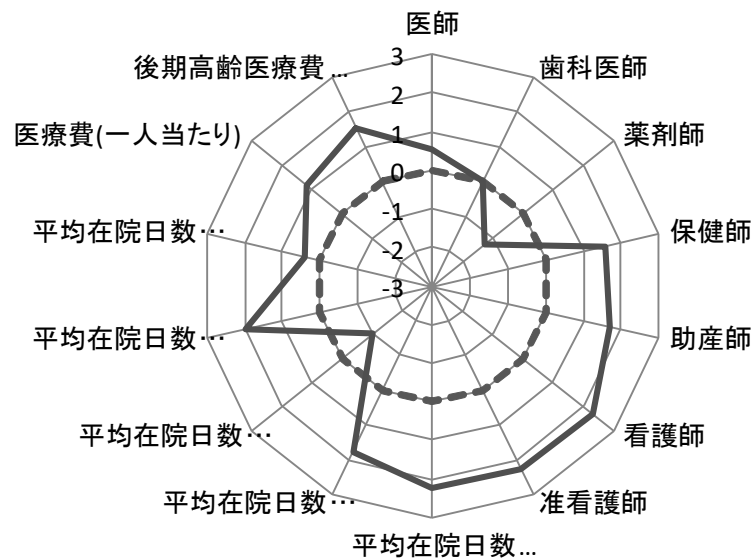 医師
歯科医師
薬剤師
保健師
助産師
看護師
准看護師
平均在院日数…
平均在院日数…
平均在院日数…
平均在院日数…
平均在院日数…
医療費(一人当たり)
後期高齢医療費…
3
2
1
0
-1
-2
-3